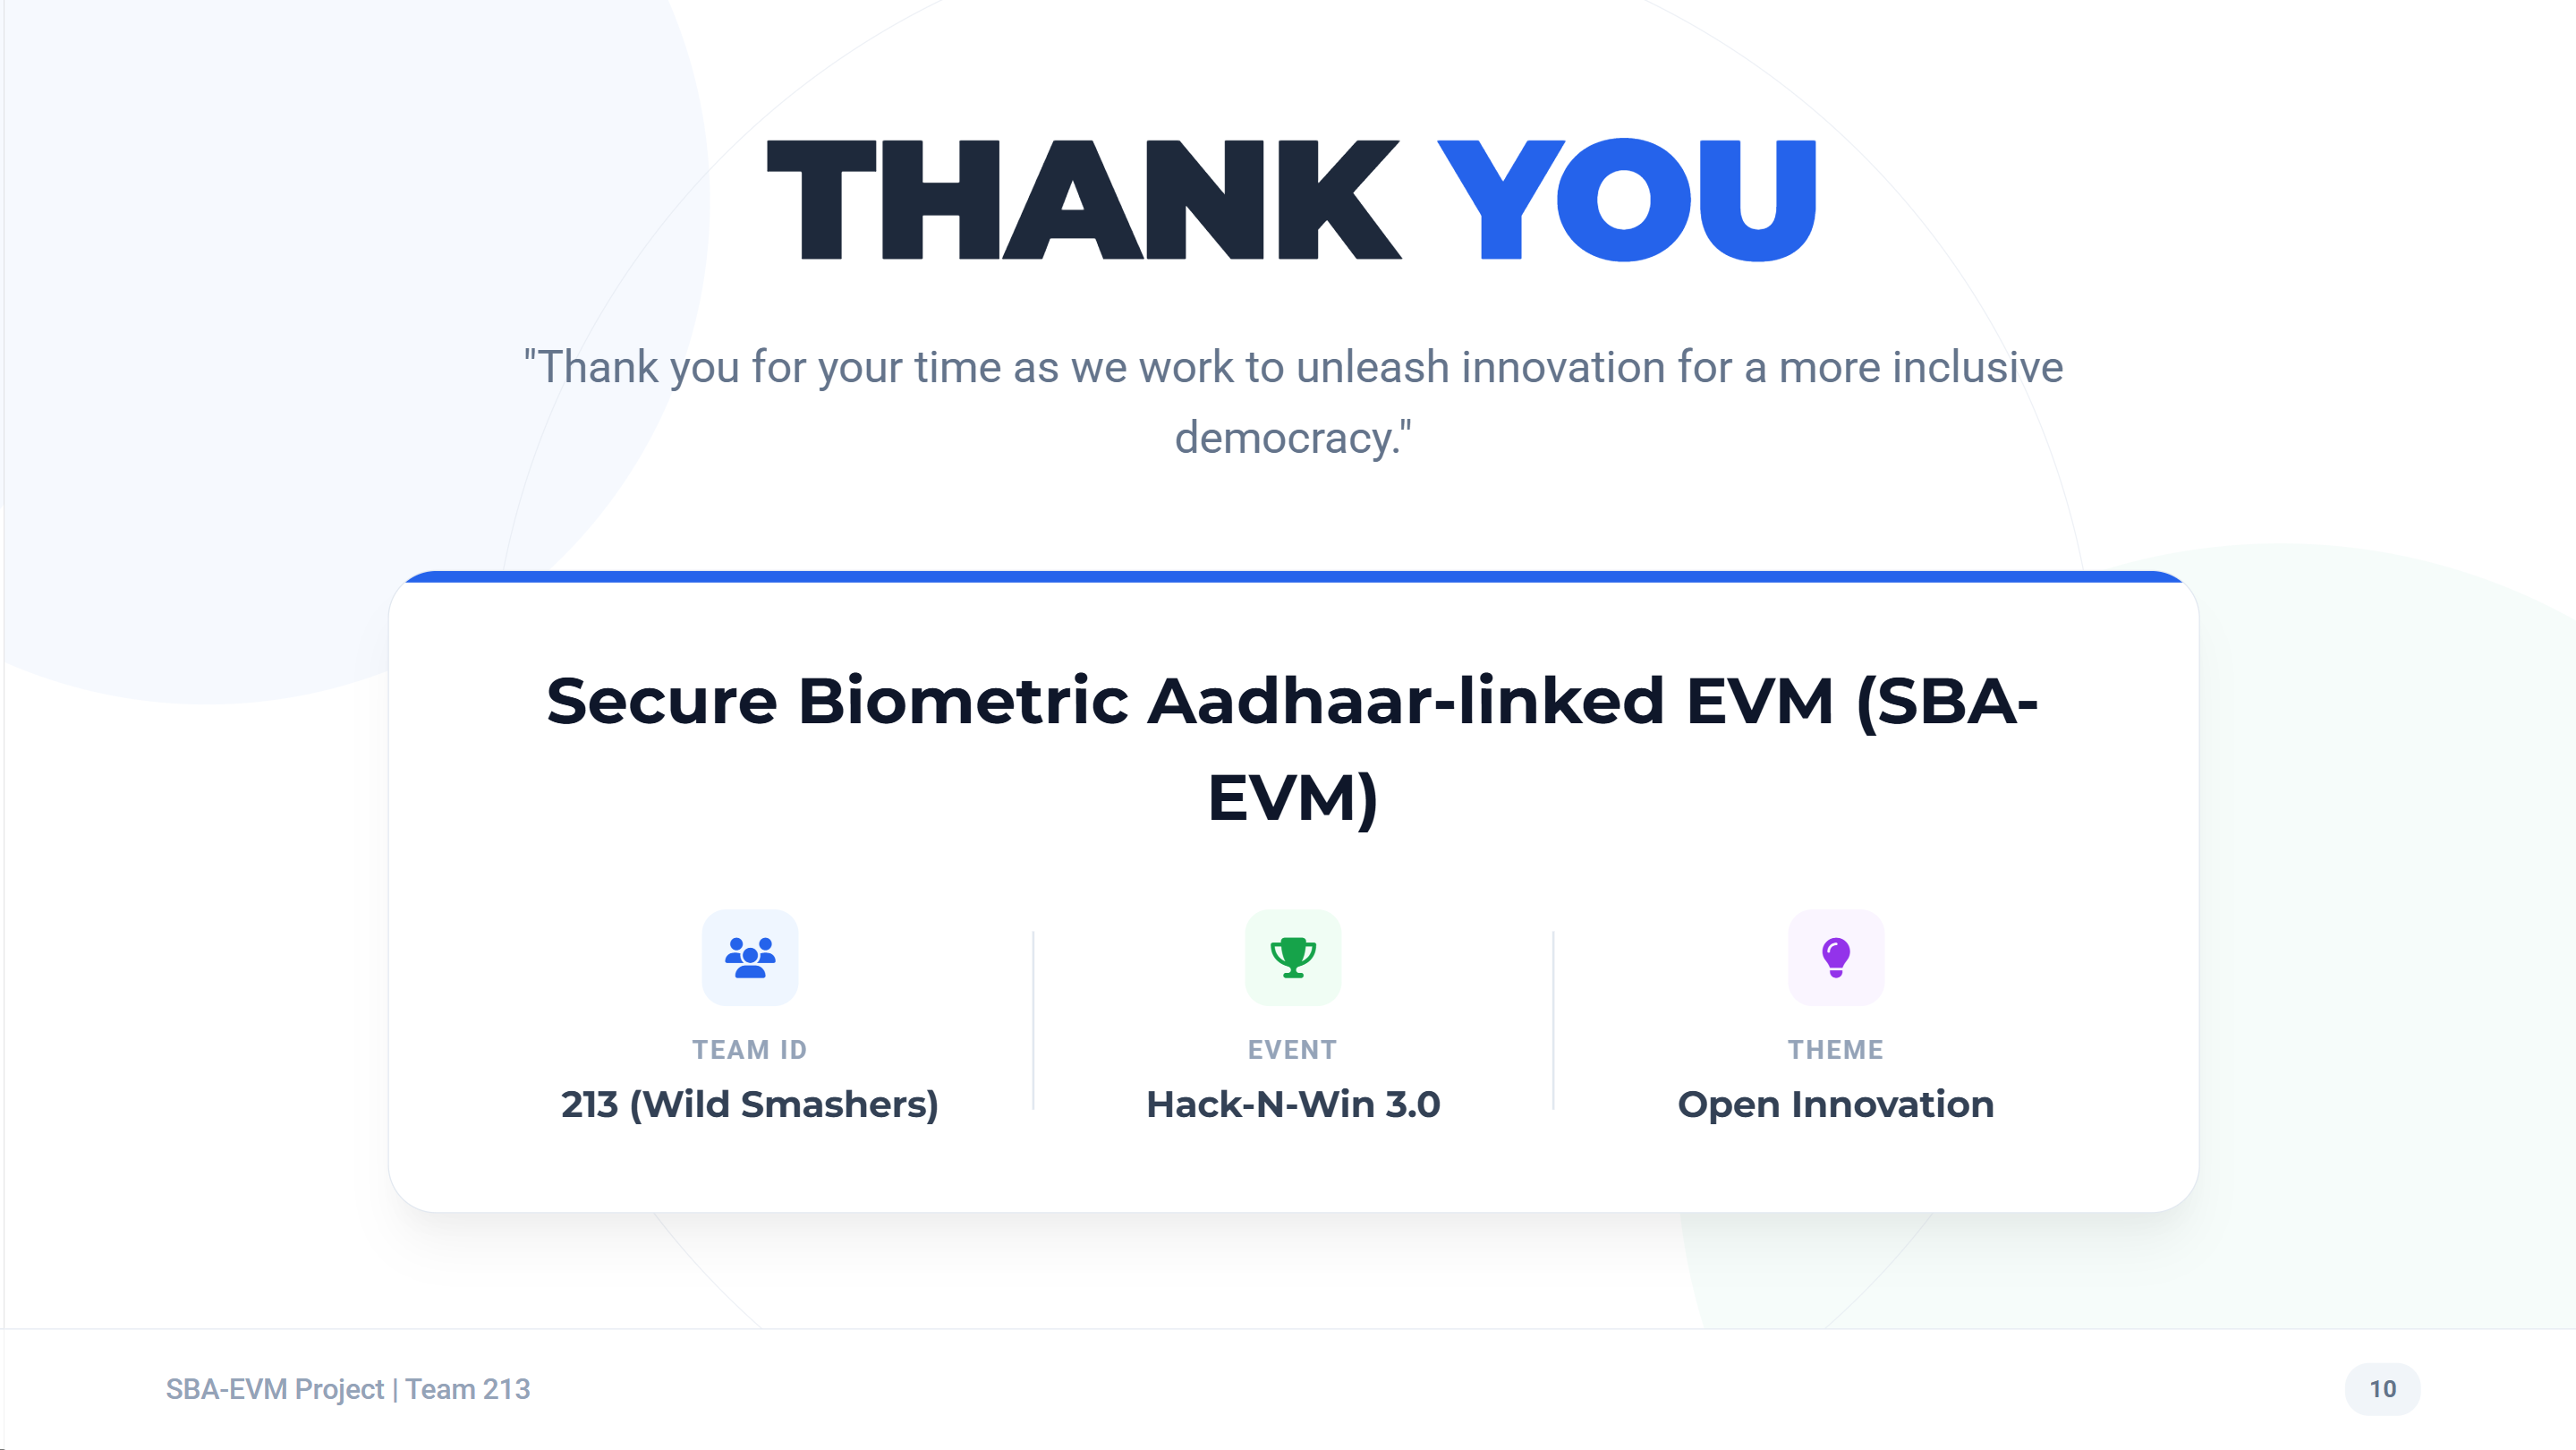 THANK YOU
"Thank you for your time as we work to unleash innovation for a more inclusive
democracy."
Secure Biometric Aadhaar-linked EVM (SBA-
EVM)
TEAM ID
213 (Wild Smashers)
EVENT
Hack-N-Win 3.0
THEME
Open Innovation
SBA-EVM Project | Team 213
10